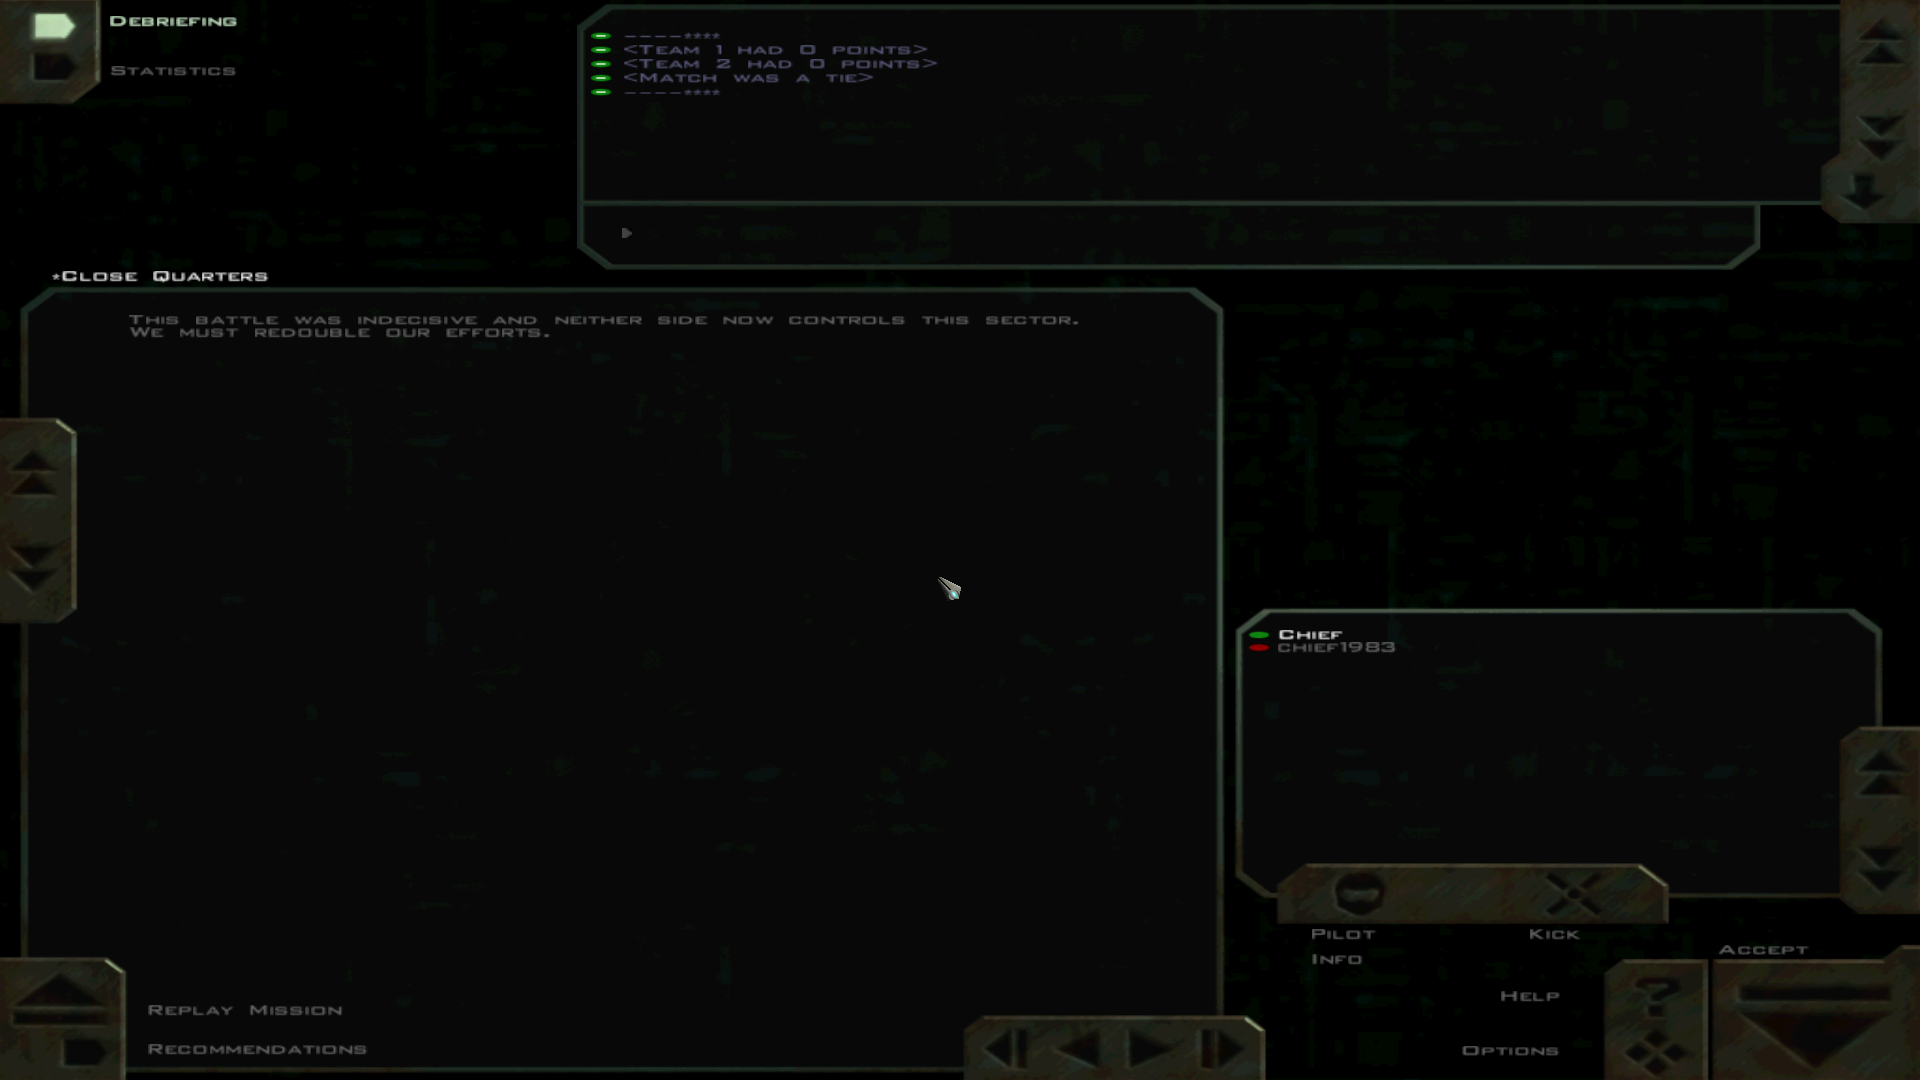 Debriefing
Statistics
----****
<Team 1 had 0 points>
<Team 2 had 0 points>
<Match was a tie>
----****
*Close Quarters
This battle was indecisive and neither side now controls this sector.
We must redouble our efforts.
Chief
chief1983
Pilot
Info
Kick
Accept
Help
Options
Replay Mission
Recommendations